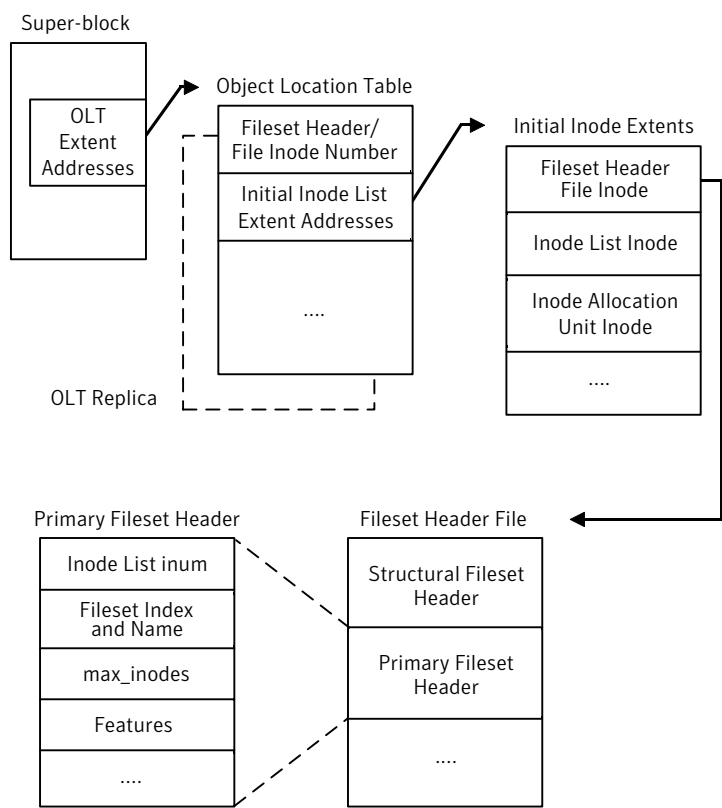 Super-block
OLT
Extent
Addresses
Object Location Table
Fileset Header/
File Inode Number
Initial Inode List
Extent Addresses
....
OLT Replica
Initial Inode Extents
Fileset Header
File Inode
Inode List Inode
Inode Allocation
Unit Inode
....
Primary Fileset Header
Inode List inum
Fileset Index
and Name
max_inodes
Features
....
Fileset Header File
Structural Fileset
Header
Primary Fileset
Header
....